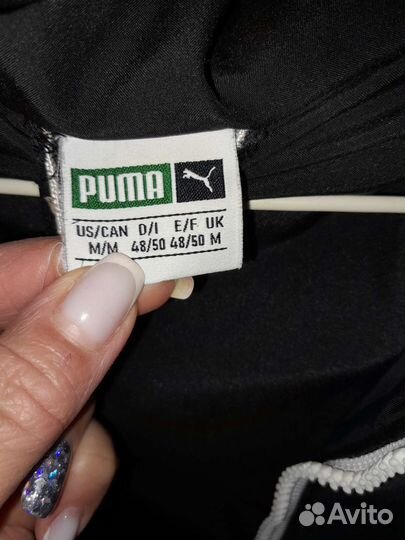 PUMA
US/CAN D/I E/F UK
M/M 48/50 48/50 M
Avito